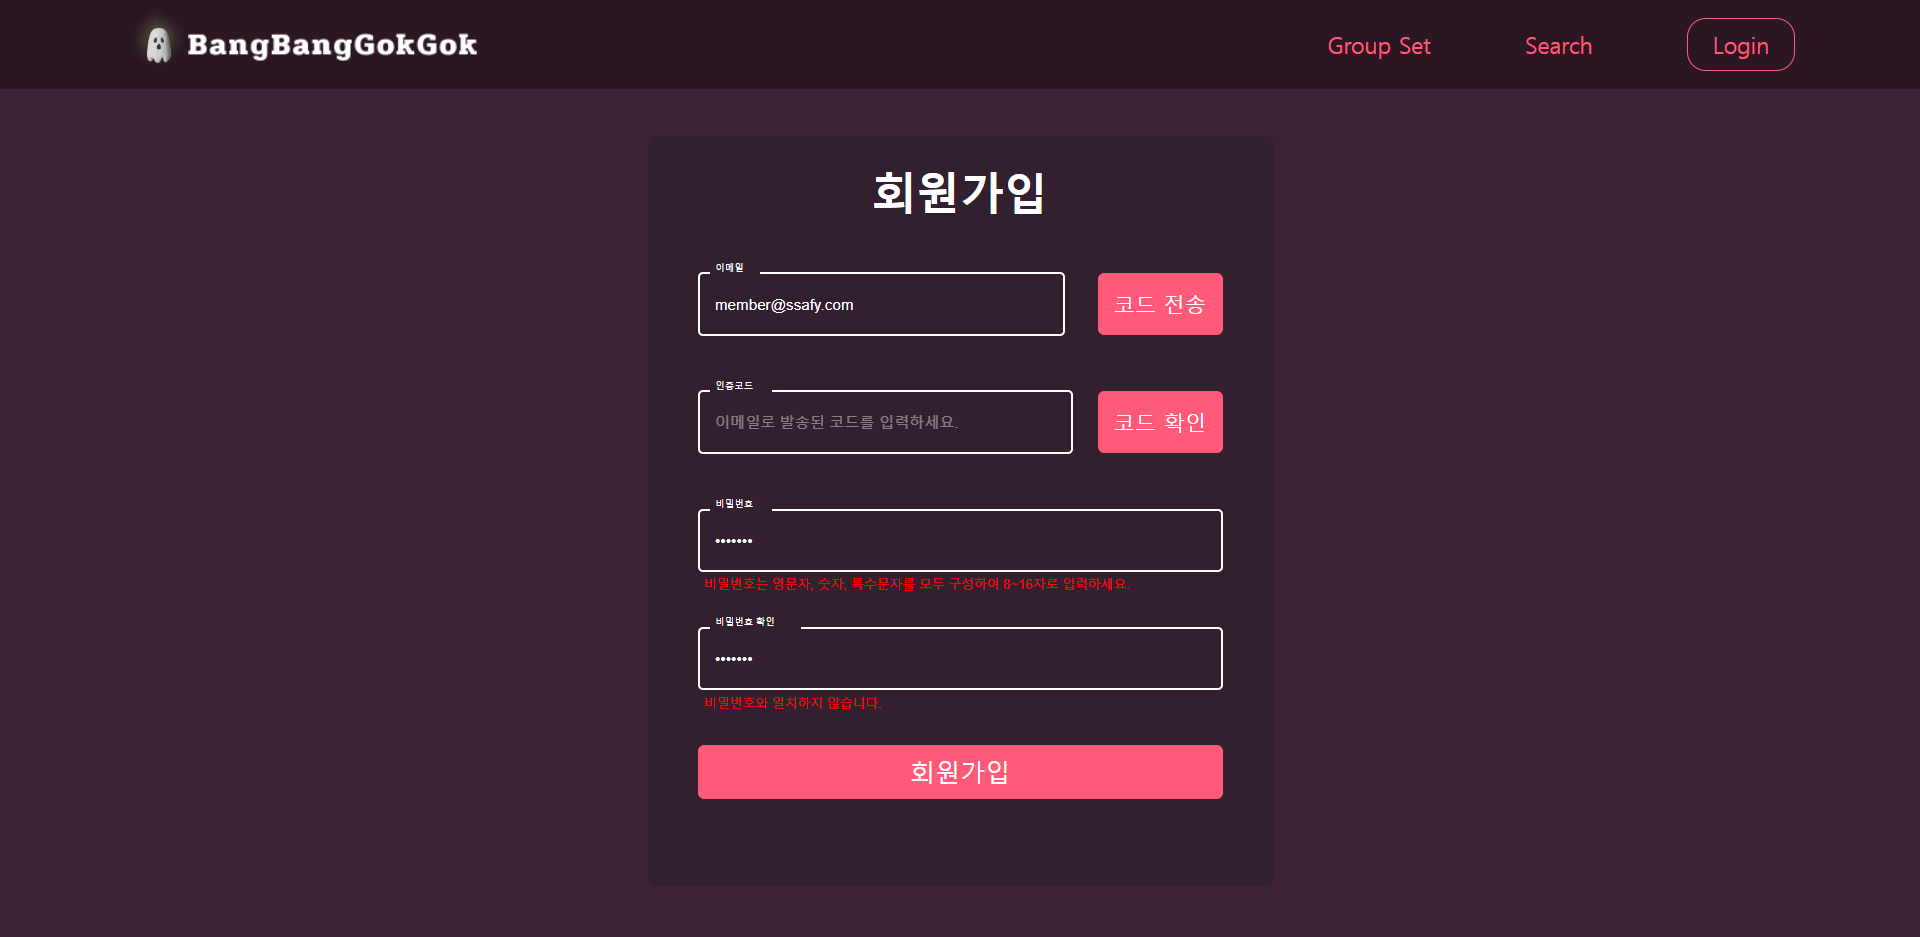 BangBangGokGok
Group Set
Search
Login
회원가입
이메일
member@ssafy.com
코드 전송
인증코드
이메일로 발송된 코드를 입력하세요.
코드 확인
비밀번호
•••••••
비밀번호는 영문자, 숫자, 특수문자를 모두 구성하여 8~16자로 입력하세요.
비밀번호 확인
•••••••
비밀번호와 일치하지 않습니다.
회원가입